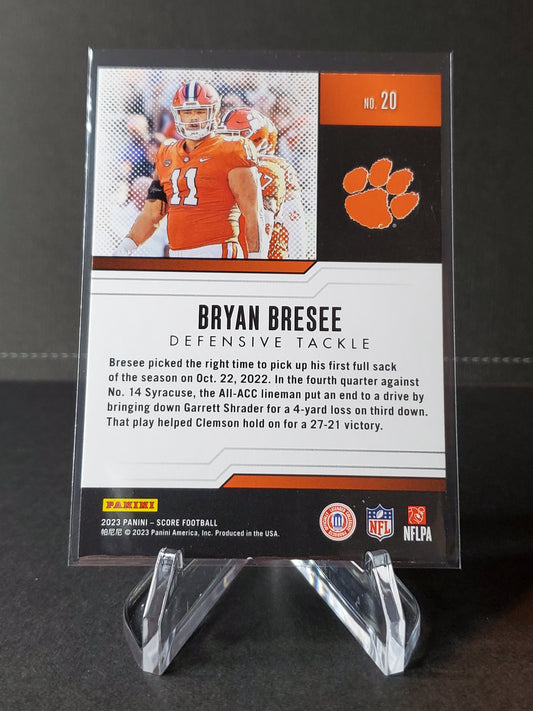 NO. 20
11
17
BRYAN BRESEE
DEFENSIVE TACKLE
Bresee picked the right time to pick up his first full sack
of the season on Oct. 22, 2022. In the fourth quarter against
No. 14 Syracuse, the All-ACC lineman put an end to a drive by
bringing down Garrett Shrader for a 4-yard loss on third down.
That play helped Clemson hold on for a 27-21 victory.
PANINI
2023 PANINI – SCORE FOOTBALL
帕尼尼 © 2023 Panini America, Inc. Produced in the USA.
NFL
NFLPA